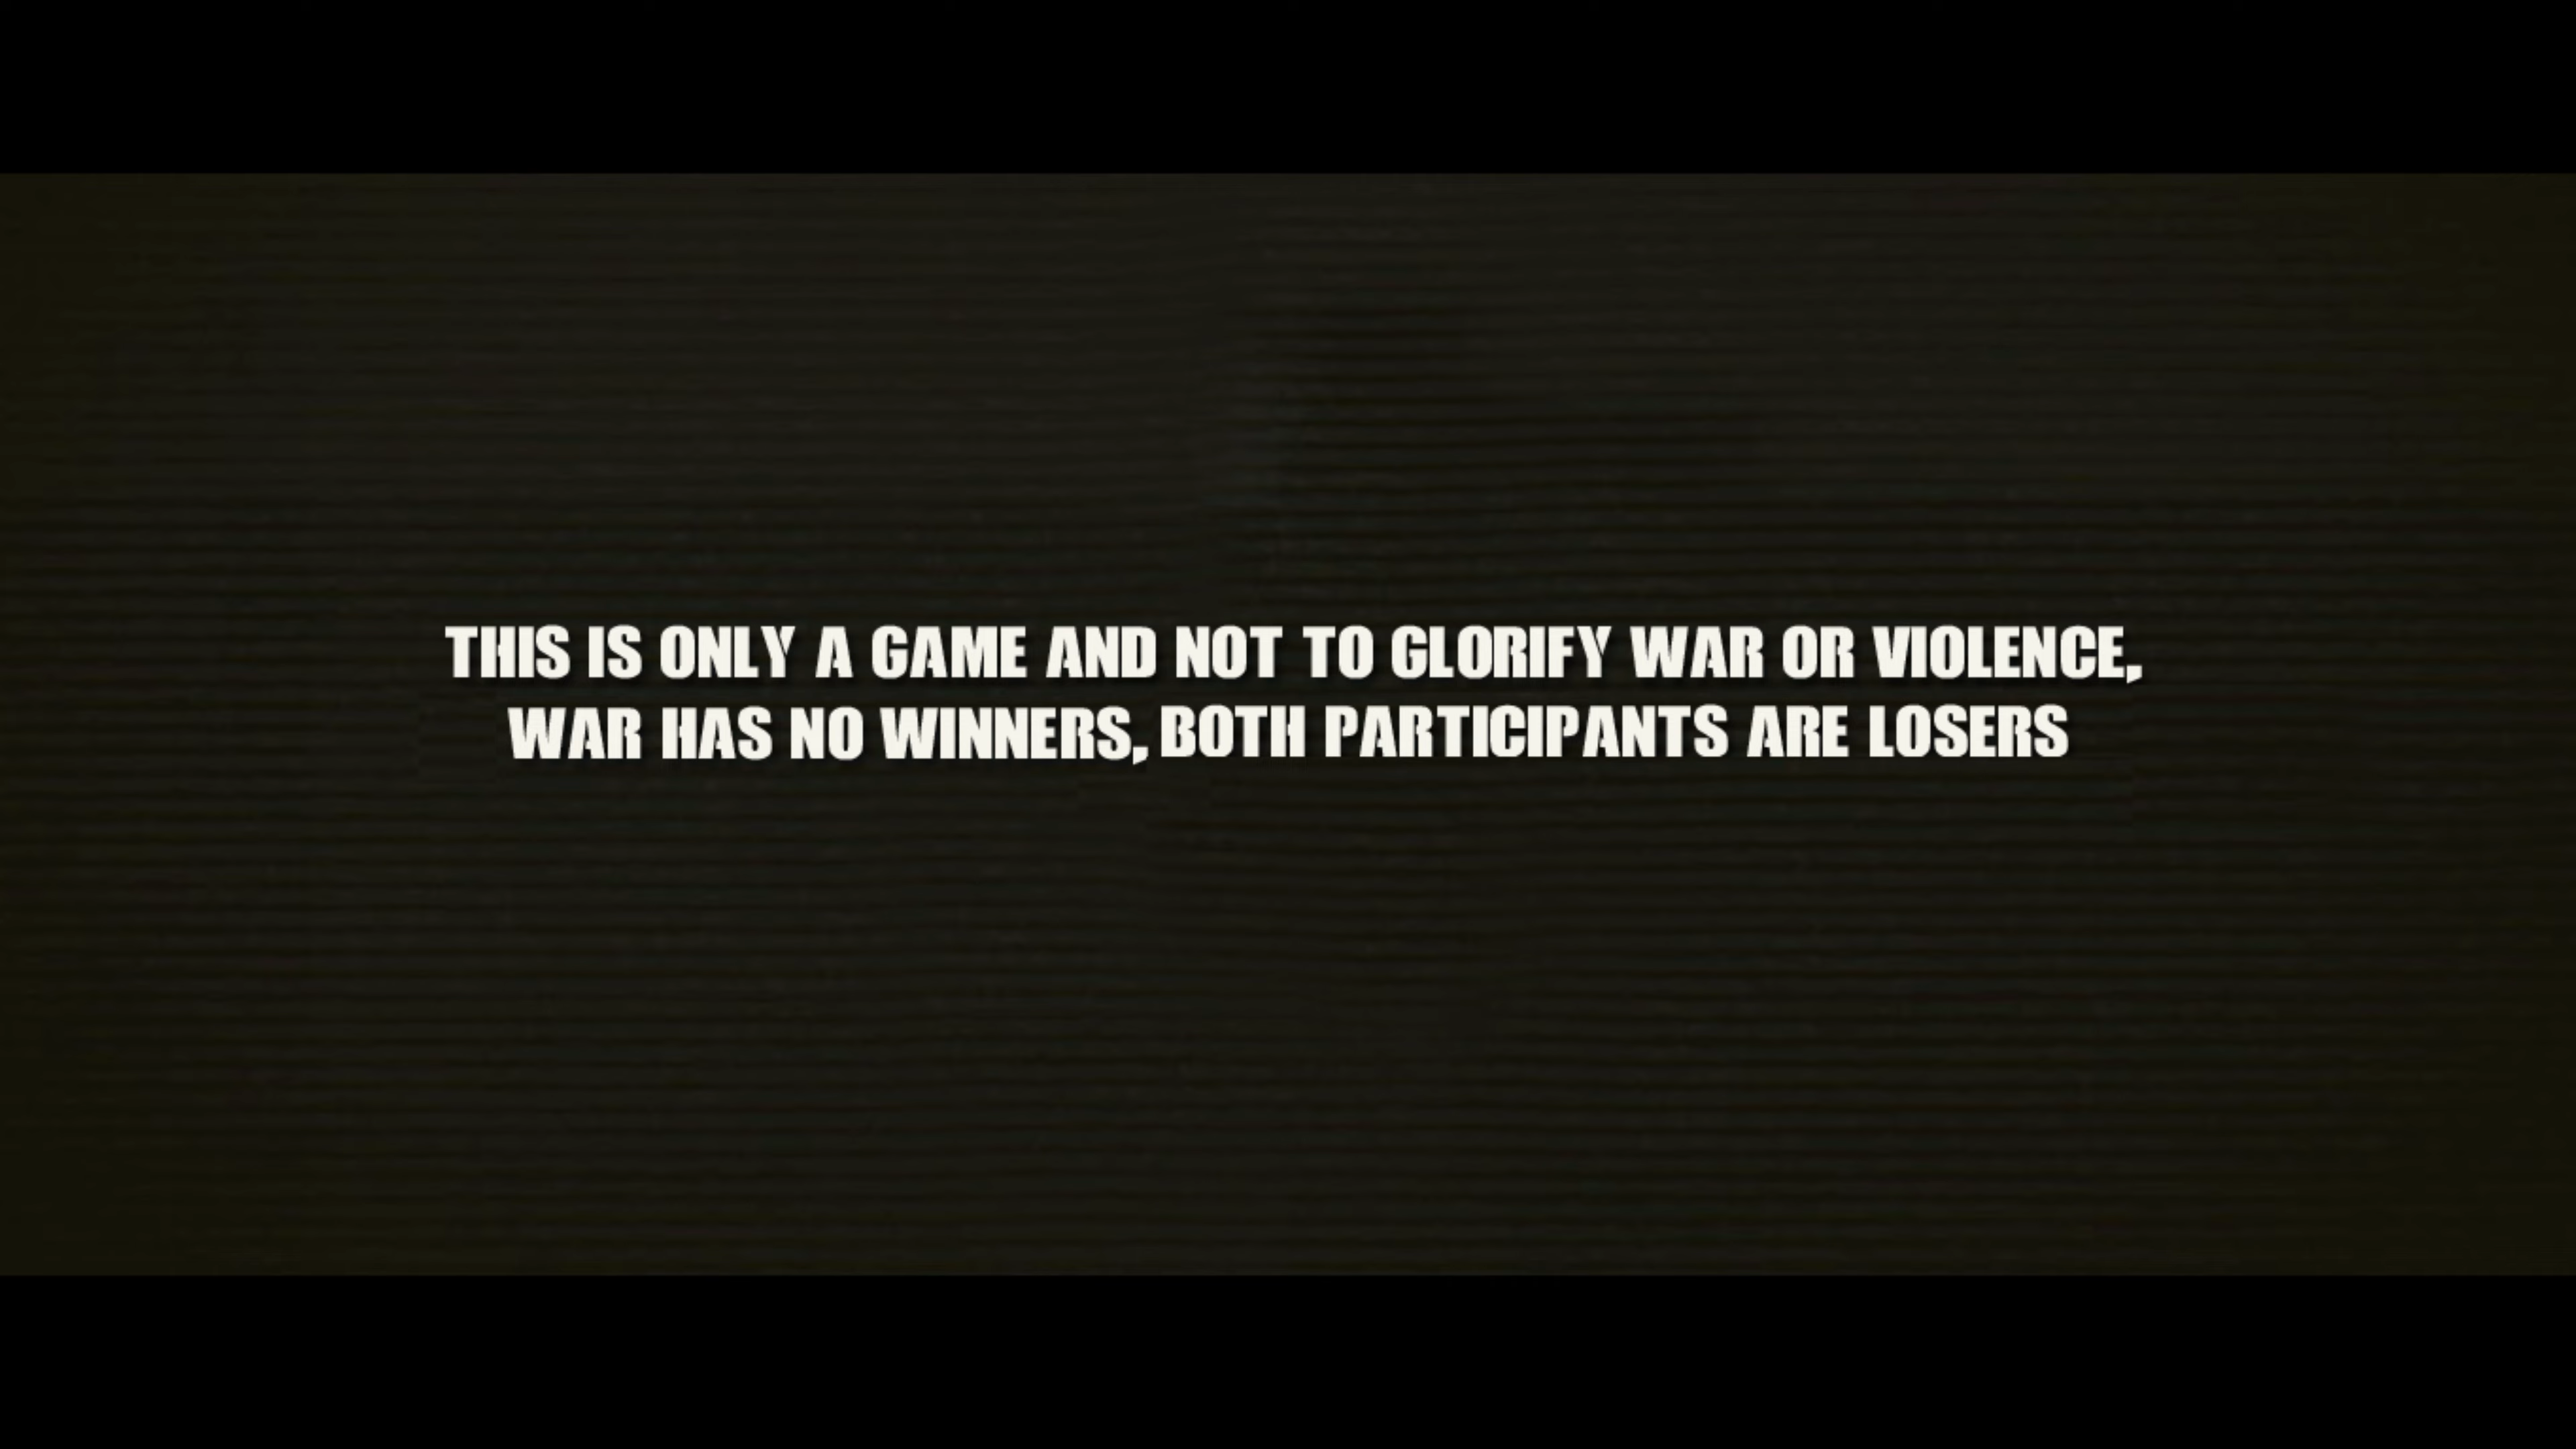 THIS IS ONLY A GAME AND NOT TO GLORIFY WAR OR VIOLENCE,
WAR HAS NO WINNERS, BOTH PARTICIPANTS ARE LOSERS